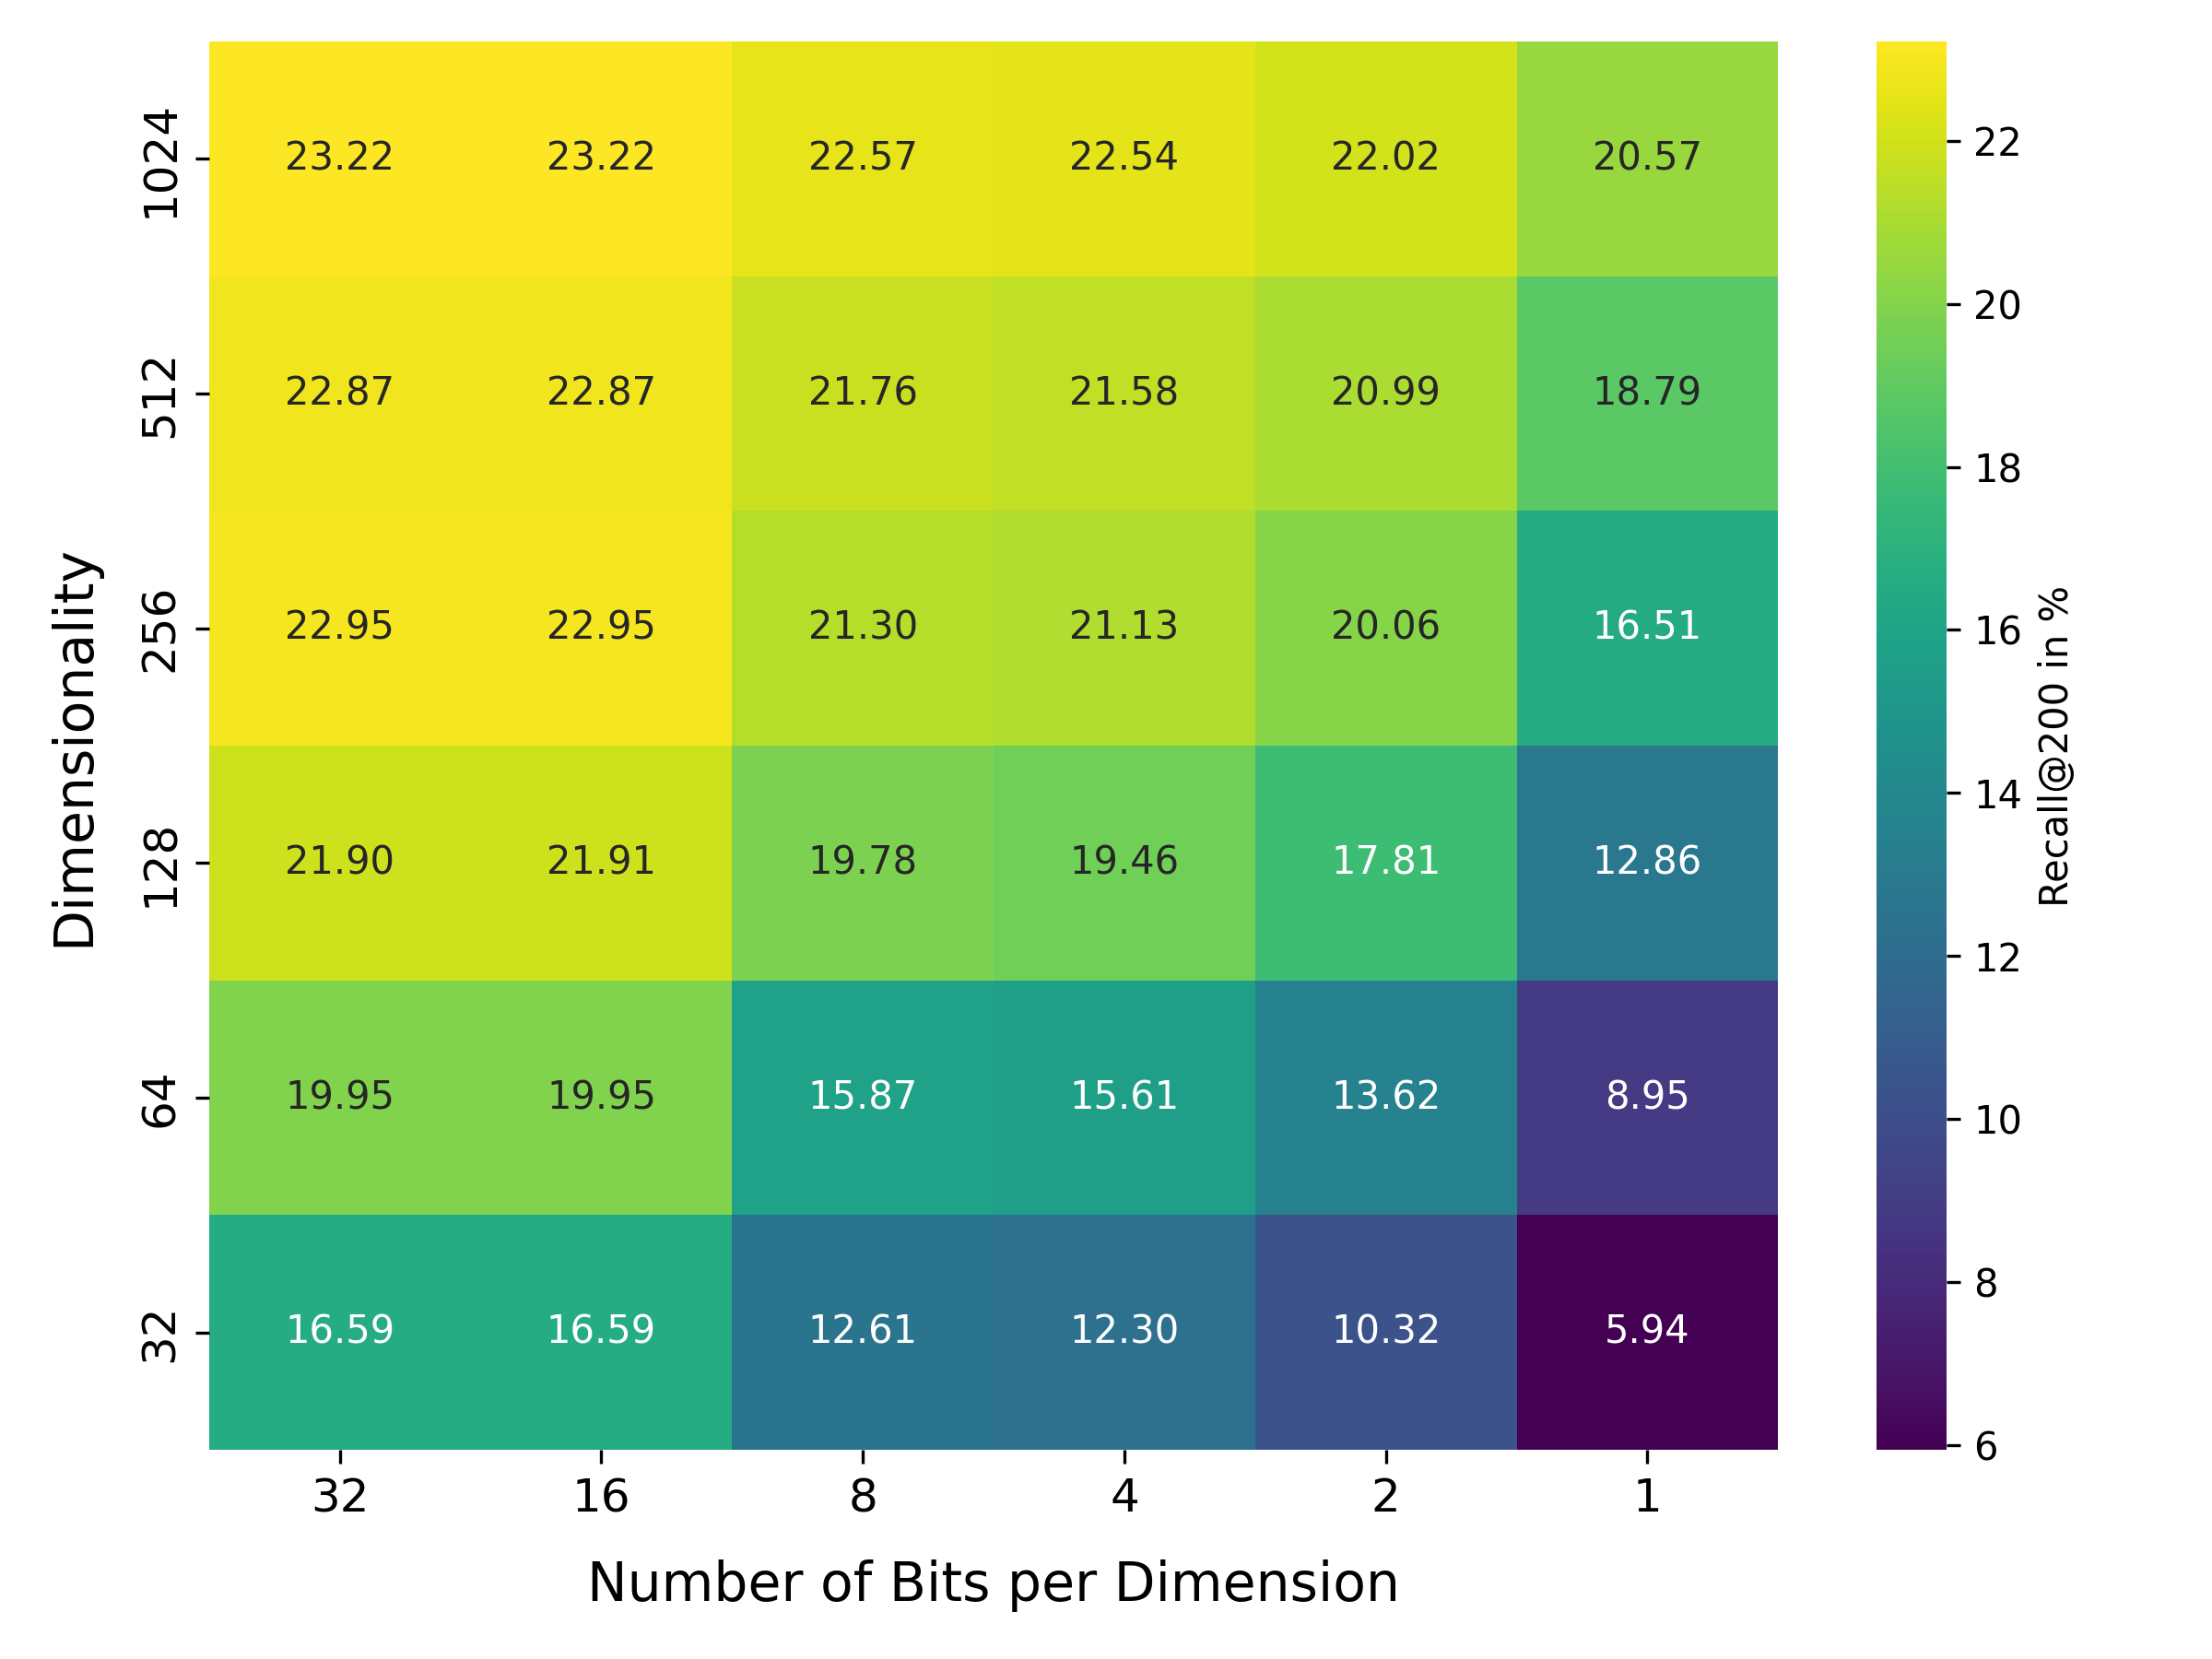 1024 23.22 23.22 22.57 22.54 22.02 20.57
512 22.87 22.87 21.76 21.58 20.99 18.79
256 22.95 22.95 21.30 21.13 20.06 16.51
128 21.90 21.91 19.78 19.46 17.81 12.86
64 19.95 19.95 15.87 15.61 13.62 8.95
32 16.59 16.59 12.61 12.30 10.32 5.94
32 16 8 4 2 1
Number of Bits per Dimension
Dimensionality
22
20
18
16
14
12
10
8
6
Recall@200 in %